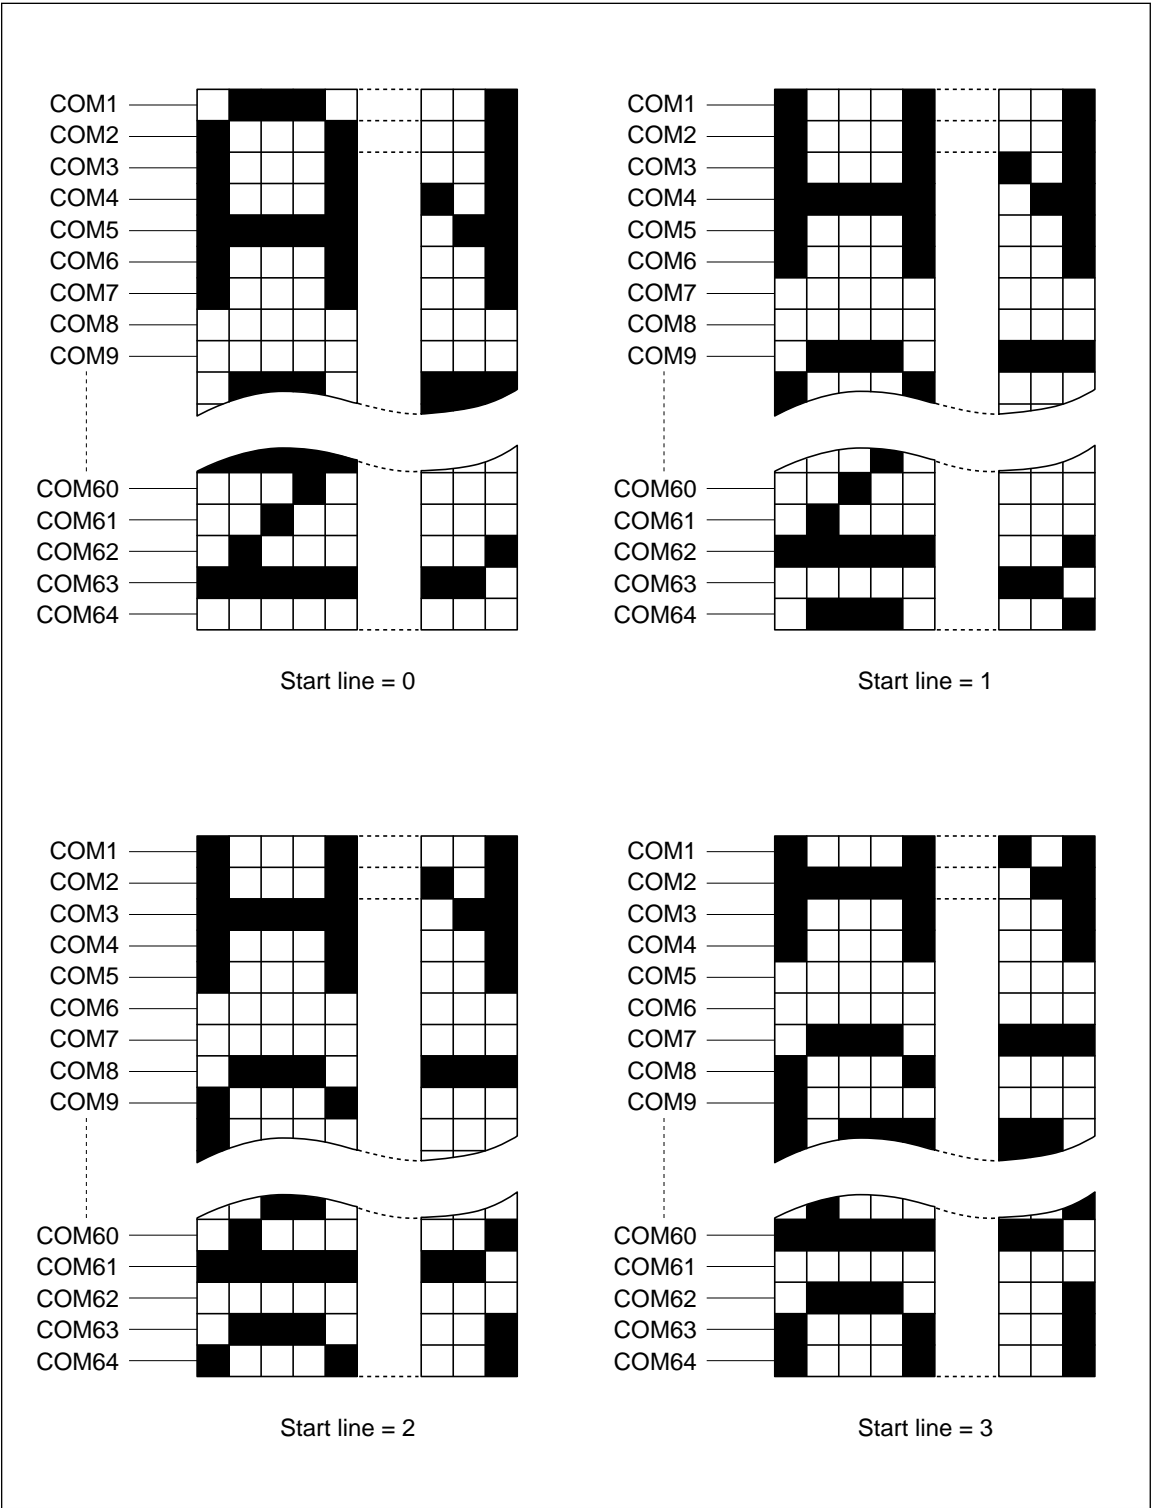 COM1
COM2
COM3
COM4
COM5
COM6
COM7
COM8
COM9
COM60
COM61
COM62
COM63
COM64
Start line = 0
COM1
COM2
COM3
COM4
COM5
COM6
COM7
COM8
COM9
COM60
COM61
COM62
COM63
COM64
Start line = 1
COM1
COM2
COM3
COM4
COM5
COM6
COM7
COM8
COM9
COM60
COM61
COM62
COM63
COM64
Start line = 2
COM1
COM2
COM3
COM4
COM5
COM6
COM7
COM8
COM9
COM60
COM61
COM62
COM63
COM64
Start line = 3